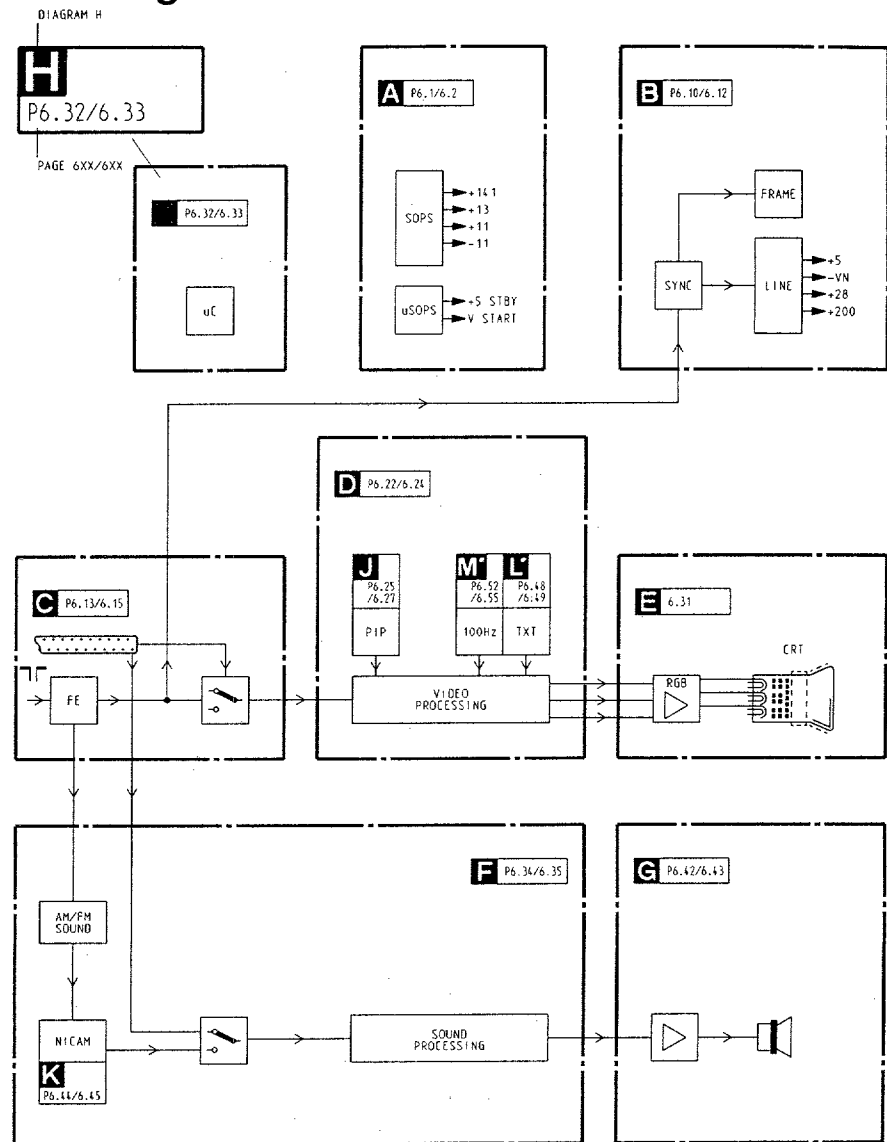 DIAGRAM H
H
P6.32/6.33
PAGE 6XX/6XX
P6.32/6.33
uC
A P6.1/6.2
SOPS
+141
+13
+11
-11
uSOPS
+5 STBY
V START
B P6.10/6.12
FRAME
SYNC
LINE
+5
-VN
+28
+200
D P6.22/6.24
J
P6.25
/6.27
PIP
M*
P6.52
/6.55
100Hz
L*
P6.48
/6.49
TXT
VIDEO
PROCESSING
C P6.13/6.15
FE
E 6.31
CRT
RGB
F P6.34/6.35
AM/FM
SOUND
NICAM
K
P6.44/6.45
SOUND
PROCESSING
G P6.42/6.43